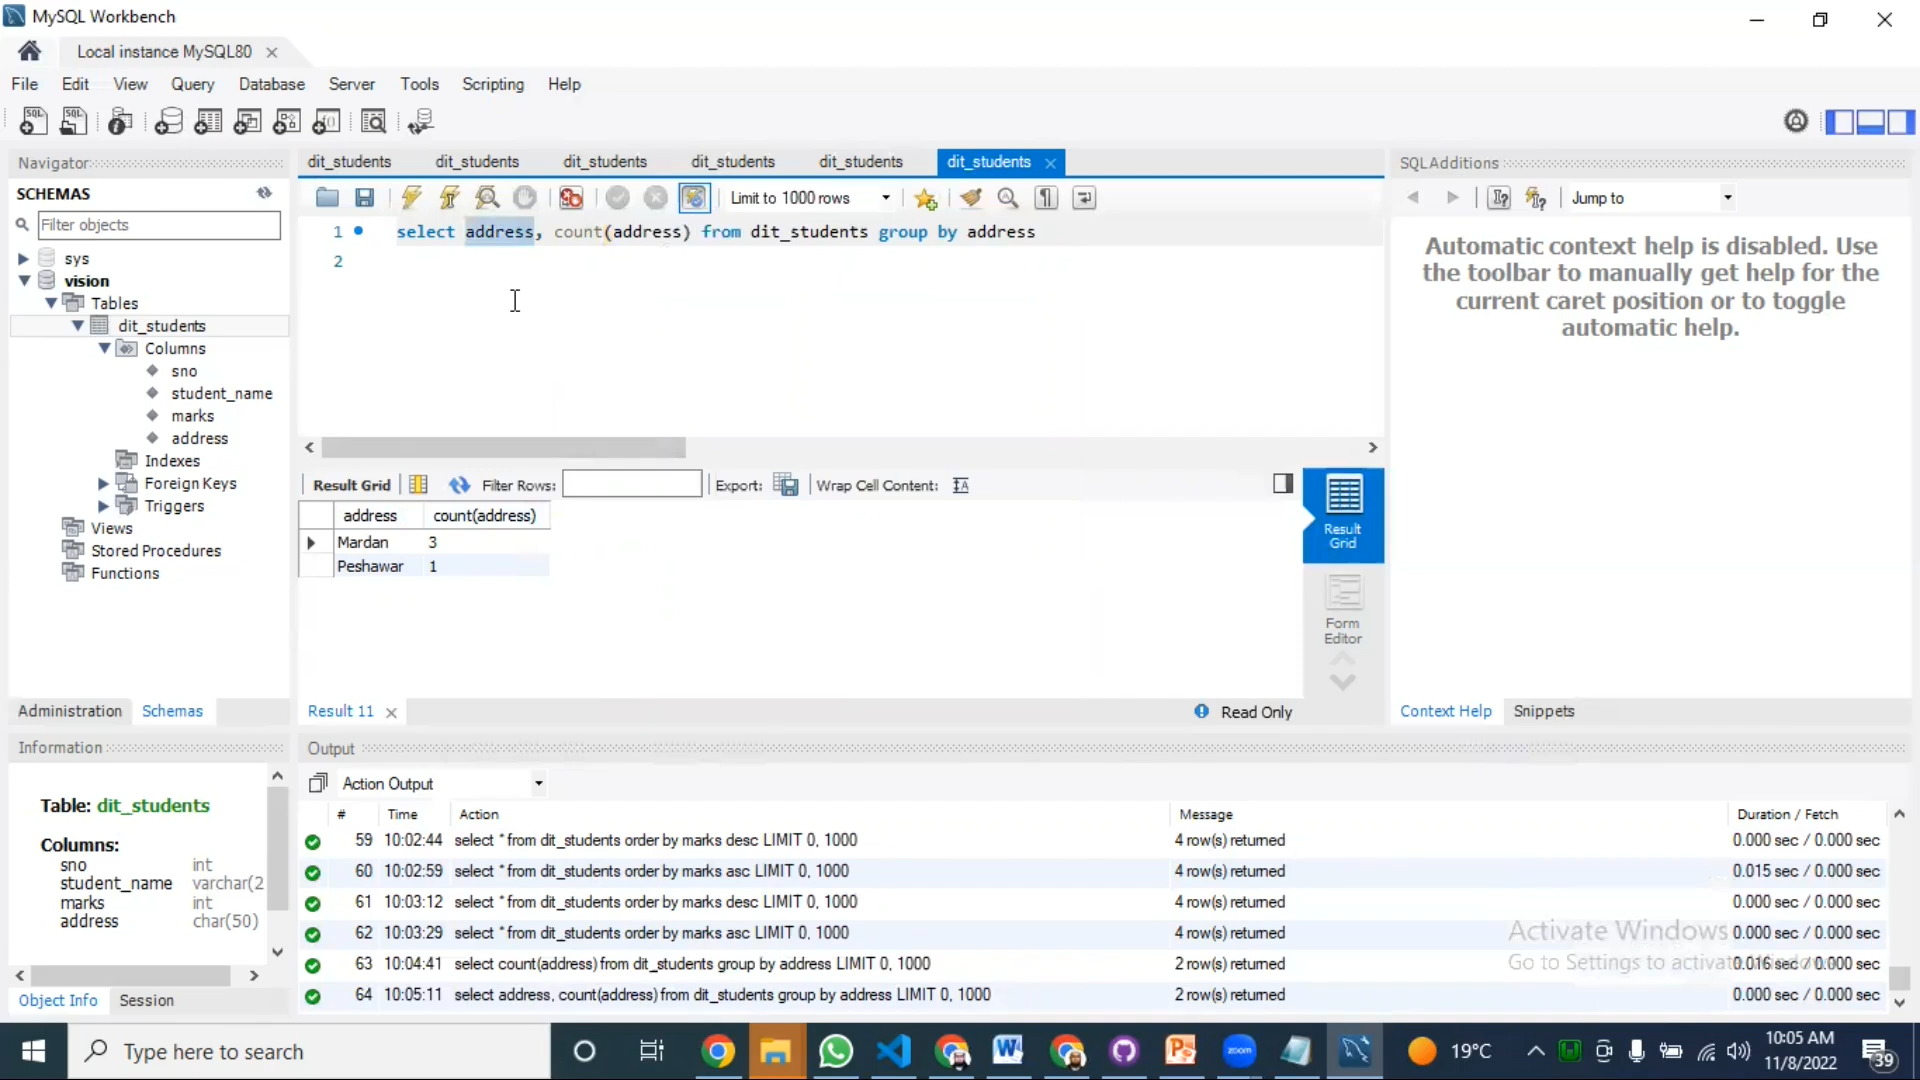 MySQL Workbench
Local instance MySQL80
File Edit View Query Database Server Tools Scripting Help
Navigator
SCHEMAS
Filter objects
sys
vision
Tables
dit_students
Columns
sno
student_name
marks
address
Indexes
Foreign Keys
Triggers
Views
Stored Procedures
Functions
Administration Schemas
Information
Table: dit_students
Columns:
sno int
student_name varchar(2
marks int
address char(50)
Object Info Session
dit_students dit_students dit_students dit_students dit_students dit_students
Limit to 1000 rows
1 select address, count(address) from dit_students group by address
2
Result Grid Filter Rows: Export: Wrap Cell Content:
address count(address)
Mardan 3
Peshawar 1
Result Grid
Form Editor
Result 11
Read Only
SQLAdditions
Jump to
Automatic context help is disabled. Use
the toolbar to manually get help for the
current caret position or to toggle
automatic help.
Context Help Snippets
Output
Action Output
# Time Action Message Duration / Fetch
59 10:02:44 select * from dit_students order by marks desc LIMIT 0, 1000 4 row(s) returned 0.000 sec / 0.000 sec
60 10:02:59 select * from dit_students order by marks asc LIMIT 0, 1000 4 row(s) returned 0.015 sec / 0.000 sec
61 10:03:12 select * from dit_students order by marks desc LIMIT 0, 1000 4 row(s) returned 0.000 sec / 0.000 sec
62 10:03:29 select * from dit_students order by marks asc LIMIT 0, 1000 4 row(s) returned 0.000 sec / 0.000 sec
63 10:04:41 select count(address) from dit_students group by address LIMIT 0, 1000 2 row(s) returned 0.016 sec / 0.000 sec
64 10:05:11 select address, count(address) from dit_students group by address LIMIT 0, 1000 2 row(s) returned 0.000 sec / 0.000 sec
Activate Windows
Go to Settings to activate
Type here to search
zoom
19°C
10:05 AM
11/8/2022
39